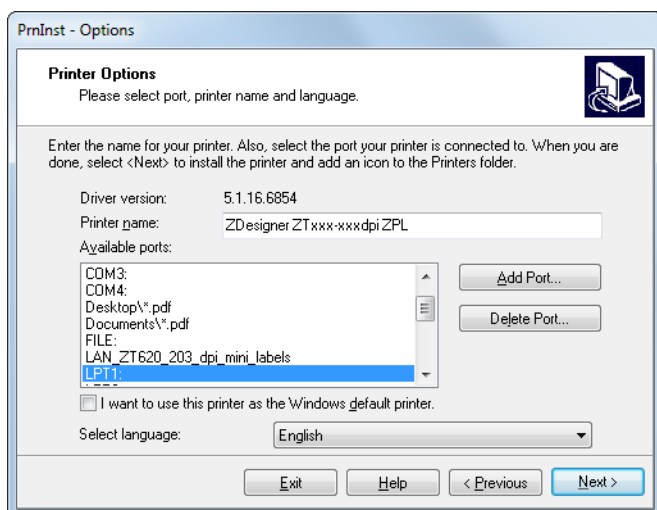 PrnInst - Options
Printer Options
Please select port, printer name and language.
Enter the name for your printer. Also, select the port your printer is connected to. When you are
done, select <Next> to install the printer and add an icon to the Printers folder.
Driver version: 5.1.16.6854
Printer name: ZDesigner ZTxxx-xxxdpi ZPL
Available ports:
COM3:
COM4:
Desktop\*.pdf
Documents\*.pdf
FILE:
LAN_ZT620_203_dpi_mini_labels
LPT1:
Add Port...
Delete Port...
I want to use this printer as the Windows default printer.
Select language: English
Exit Help < Previous Next >